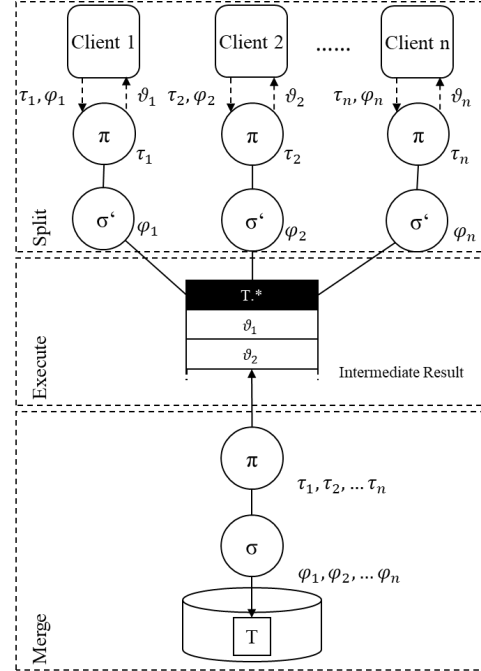 Client 1 Client 2 ...... Client n
τ₁, φ₁ ϑ₁ τ₂, φ₂ ϑ₂ τₙ, φₙ ϑₙ
π π π
τ₁ τ₂ τₙ
σ‘ σ‘ σ‘
φ₁ φ₂ φₙ
Split
T.*
ϑ₁
ϑ₂
Intermediate Result
Execute
π
τ₁, τ₂, … τₙ
σ
φ₁, φ₂, … φₙ
T
Merge